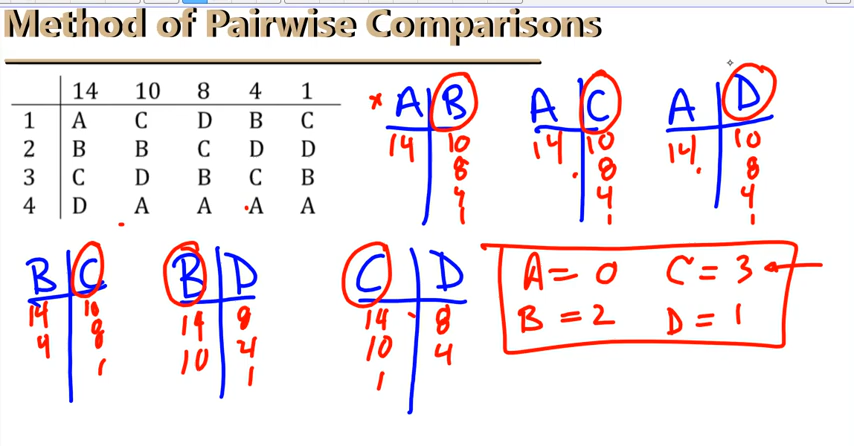 Method of Pairwise Comparisons
14 10 8 4 1
1 A C D B C
2 B B C D D
3 C D B C B
4 D A A A A
A B
14 10
8
4
1
A C
14 10
8
4
1
A D
14 10
8
4
1
B C
14 10
4 8
1
B D
14 8
10 4
1
C D
14 8
10 4
1
A = 0 C = 3
B = 2 D = 1